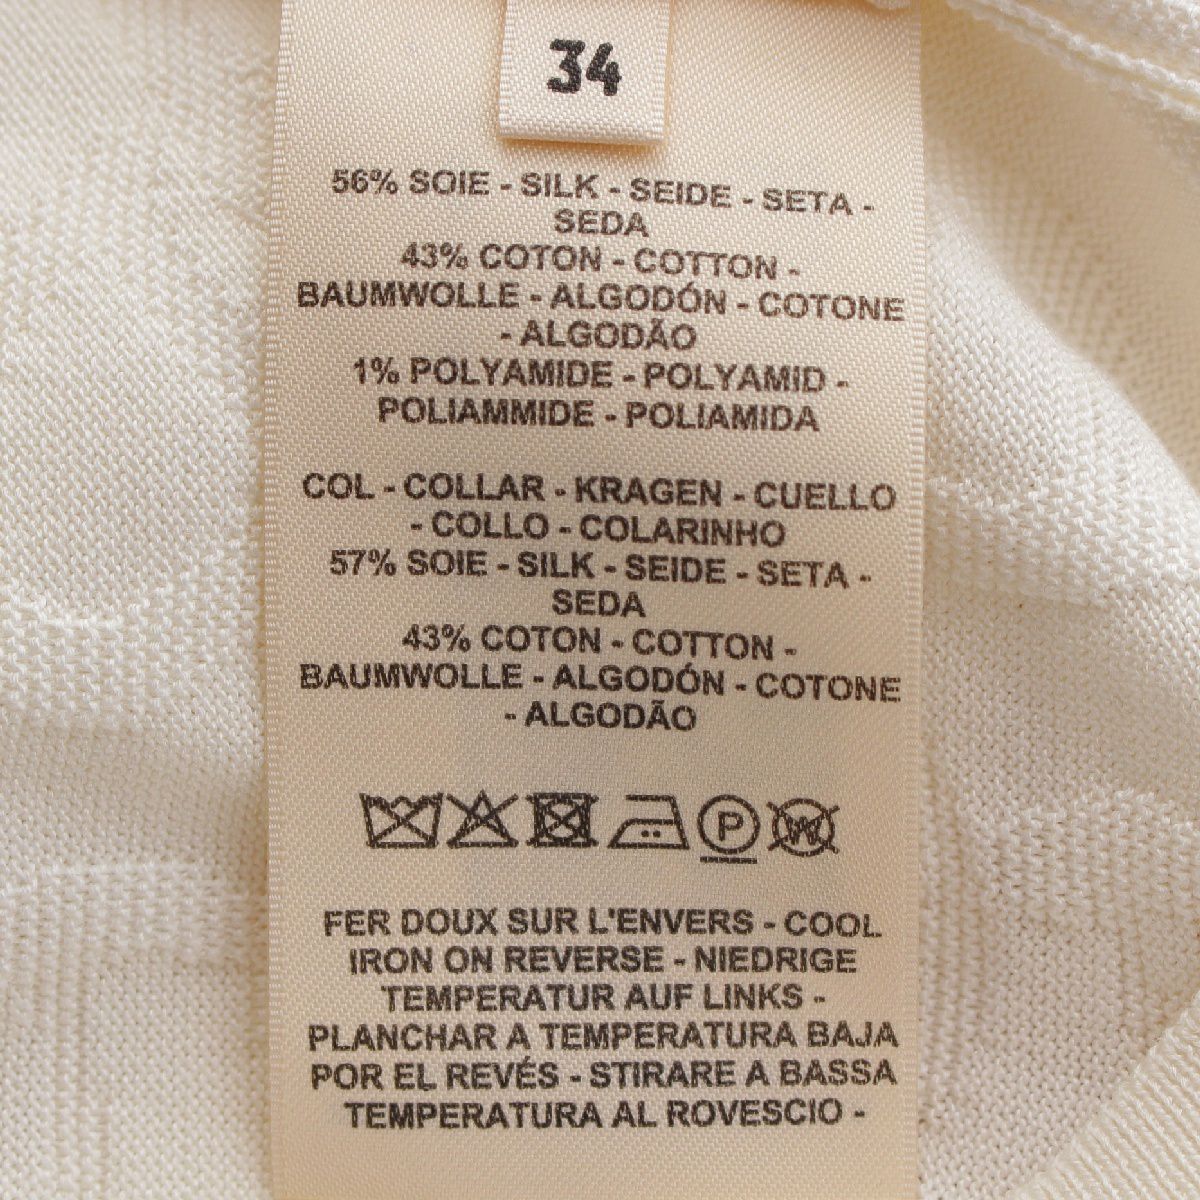 34
56% SOIE - SILK - SEIDE - SETA -
SEDA
43% COTON - COTTON -
BAUMWOLLE - ALGODÓN - COTONE
- ALGODÃO
1% POLYAMIDE - POLYAMID -
POLIAMMIDE - POLIAMIDA
COL - COLLAR - KRAGEN - CUELLO
- COLLO - COLARINHO
57% SOIE - SILK - SEIDE - SETA -
SEDA
43% COTON - COTTON -
BAUMWOLLE - ALGODÓN - COTONE
- ALGODÃO
P W
FER DOUX SUR L'ENVERS - COOL
IRON ON REVERSE - NIEDRIGE
TEMPERATUR AUF LINKS -
PLANCHAR A TEMPERATURA BAJA
POR EL REVÉS - STIRARE A BASSA
TEMPERATURA AL ROVESCIO -